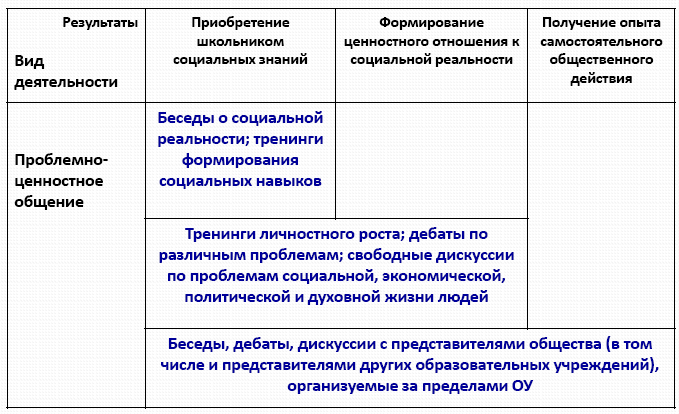 Результаты
Вид
деятельности
Приобретение
школьником
социальных знаний
Формирование
ценностного отношения к
социальной реальности
Получение опыта
самостоятельного
общественного
действия
Проблемно-
ценностное
общение
Беседы о социальной
реальности; тренинги
формирования
социальных навыков
Тренинги личностного роста; дебаты по
различным проблемам; свободные дискуссии
по проблемам социальной, экономической,
политической и духовной жизни людей
Беседы, дебаты, дискуссии с представителями общества (в том
числе и представителями других образовательных учреждений),
организуемые за пределами ОУ